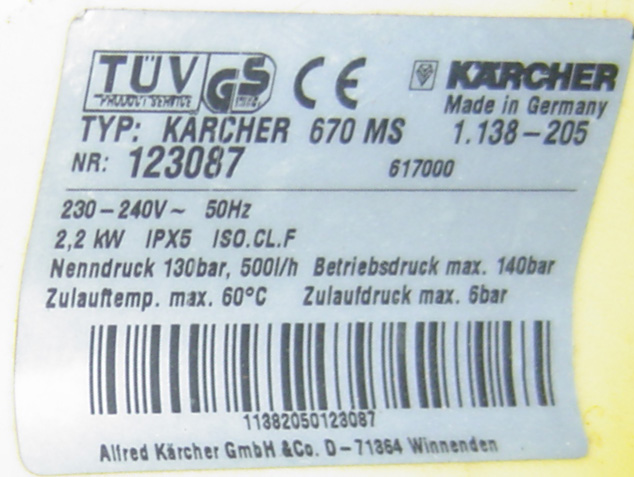 TÜV GS CE KÄRCHER
PRODUCT SERVICE
Made in Germany
TYP: KÄRCHER 670 MS 1.138-205
NR: 123087 617000
230-240V~ 50Hz
2,2 kW IPX5 ISO.CL.F
Nenndruck 130bar, 500l/h Betriebsdruck max. 140bar
Zulauftemp. max. 60°C Zulaufdruck max. 6bar
11382050123087
Alfred Kärcher GmbH &Co. D-71364 Winnenden